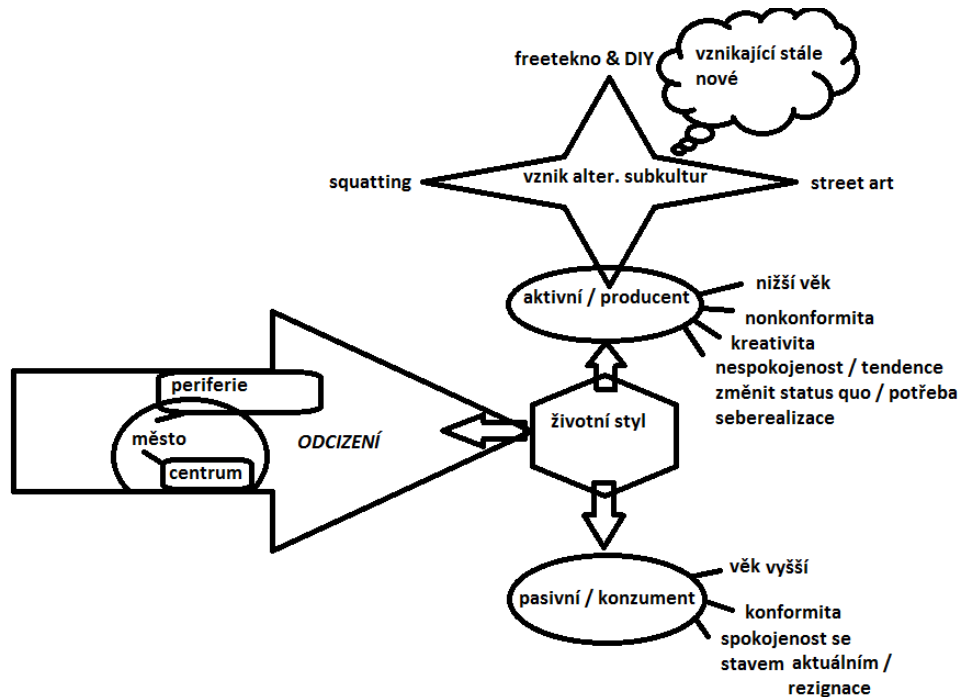 freetekno & DIY
vznikající stále
nové
squatting
vznik alter. subkultur
street art
aktivní / producent
nižší věk
nonkonformita
kreativita
nespokojenost / tendence
změnit status quo / potřeba
seberealizace
periferie
město
ODCIZENÍ
centrum
životní styl
pasivní / konzument
věk vyšší
konformita
spokojenost se
stavem aktuálním /
rezignace